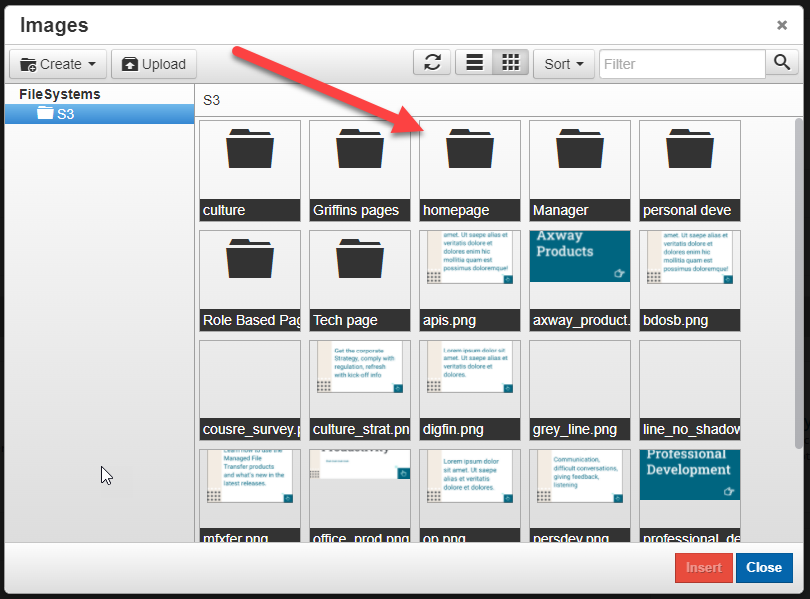 Images
Create
Upload
Sort
Filter
FileSystems
S3
S3
culture
Griffins pages
homepage
Manager
personal deve
Role Based Pag
Tech page
amet. Ut saepe alias et
veritatis dolore et
dolores enim hic
mollitia quam est
possimus doloremque!
apis.png
Axway
Products
axway_product.
amet. Ut saepe alias et
veritatis dolore et
dolores enim hic
mollitia quam est
possimus doloremque!
bdosb.png
cousre_survey.p
Get the corporate
Strategy, comply with
regulation, refresh
with kick-off info
culture_strat.pn
Lorem ipsum dolor sit
amet. Ut saepe alias et
veritatis dolore et
dolores.
digfin.png
grey_line.png
line_no_shadow
Learn how to use the
Managed File
Transfer products
and what's new in the
latest releases.
mfxfer.png
Productivity
office_prod.png
Lorem ipsum dolor
sit amet. Ut saepe
alias et veritatis
dolore et dolores.
op.png
Communication,
difficult conversations,
giving feedback,
listening
persdev.png
Professional
Development
professional_de
Insert
Close